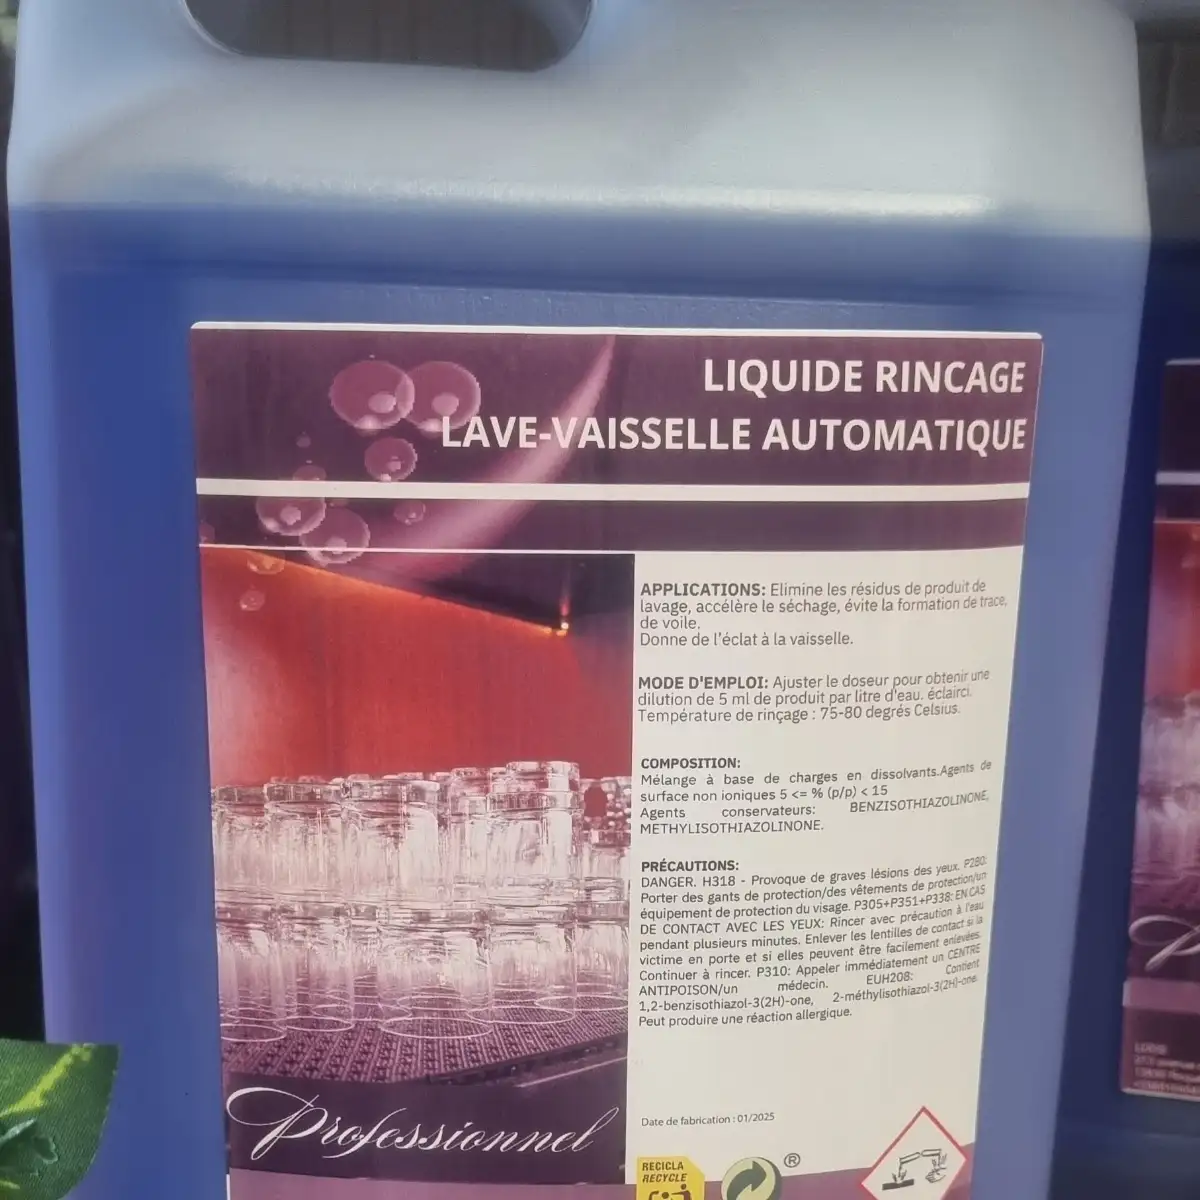 LIQUIDE RINCAGE
LAVE-VAISSELLE AUTOMATIQUE
APPLICATIONS: Elimine les résidus de produit de
lavage, accélère le séchage, évite la formation de trace,
de voile.
Donne de l'éclat à la vaisselle.
MODE D'EMPLOI: Ajuster le doseur pour obtenir une
dilution de 5 ml de produit par litre d'eau. éclairci.
Température de rinçage : 75-80 degrés Celsius.
COMPOSITION:
Mélange à base de charges en dissolvants.Agents de
surface non ioniques 5 <= % (p/p) < 15
Agents conservateurs: BENZISOTHIAZOLINONE,
METHYLISOTHIAZOLINONE.
PRÉCAUTIONS:
DANGER. H318 - Provoque de graves lésions des yeux. P280:
Porter des gants de protection/des vêtements de protection/un
équipement de protection du visage. P305+P351+P338: EN CAS
DE CONTACT AVEC LES YEUX: Rincer avec précaution à l'eau
pendant plusieurs minutes. Enlever les lentilles de contact si la
victime en porte et si elles peuvent être facilement enlevées.
Continuer à rincer. P310: Appeler immédiatement un CENTRE
ANTIPOISON/un médecin. EUH208: Contient
1,2-benzisothiazol-3(2H)-one, 2-méthylisothiazol-3(2H)-one.
Peut produire une réaction allergique.
Professionnel
Date de fabrication : 01/2025
RECICLA
RECYCLE
®